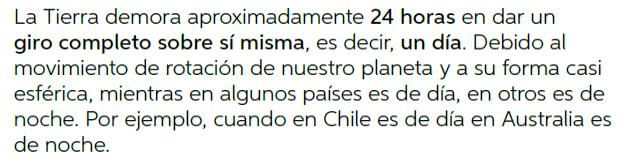 La Tierra demora aproximadamente 24 horas en dar un
giro completo sobre sí misma, es decir, un día. Debido al
movimiento de rotación de nuestro planeta y a su forma casi
esférica, mientras en algunos países es de día, en otros es de
noche. Por ejemplo, cuando en Chile es de día en Australia es
de noche.